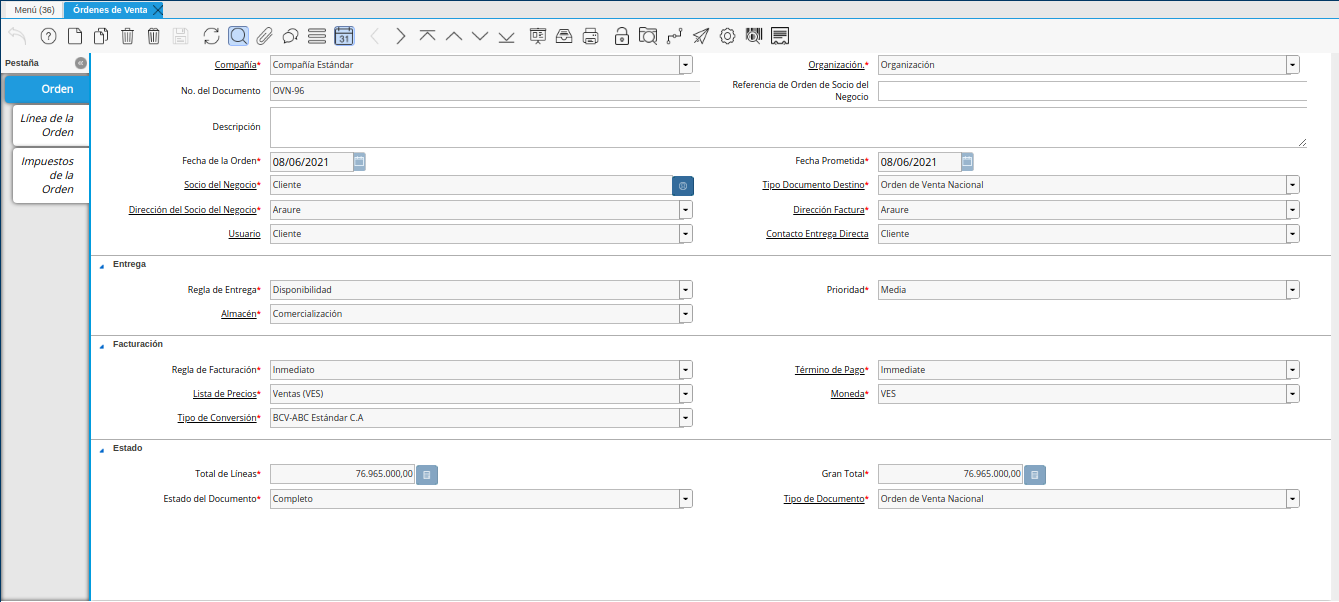 Menú (36) Órdenes de Venta
31
Pestaña
Orden
Línea de la
Orden
Impuestos
de la
Orden
Compañía* Compañía Estándar Organización.* Organización
No. del Documento OVN-96 Referencia de Orden de Socio del
Negocio
Descripción
Fecha de la Orden* 08/06/2021 Fecha Prometida* 08/06/2021
Socio del Negocio* Cliente Tipo Documento Destino* Orden de Venta Nacional
Dirección del Socio del Negocio* Araure Dirección Factura* Araure
Usuario Cliente Contacto Entrega Directa Cliente
Entrega
Regla de Entrega* Disponibilidad Prioridad* Media
Almacén* Comercialización
Facturación
Regla de Facturación* Inmediato Término de Pago* Immediate
Lista de Precios* Ventas (VES) Moneda* VES
Tipo de Conversión* BCV-ABC Estándar C.A
Estado
Total de Líneas* 76.965.000,00 Gran Total* 76.965.000,00
Estado del Documento* Completo Tipo de Documento* Orden de Venta Nacional